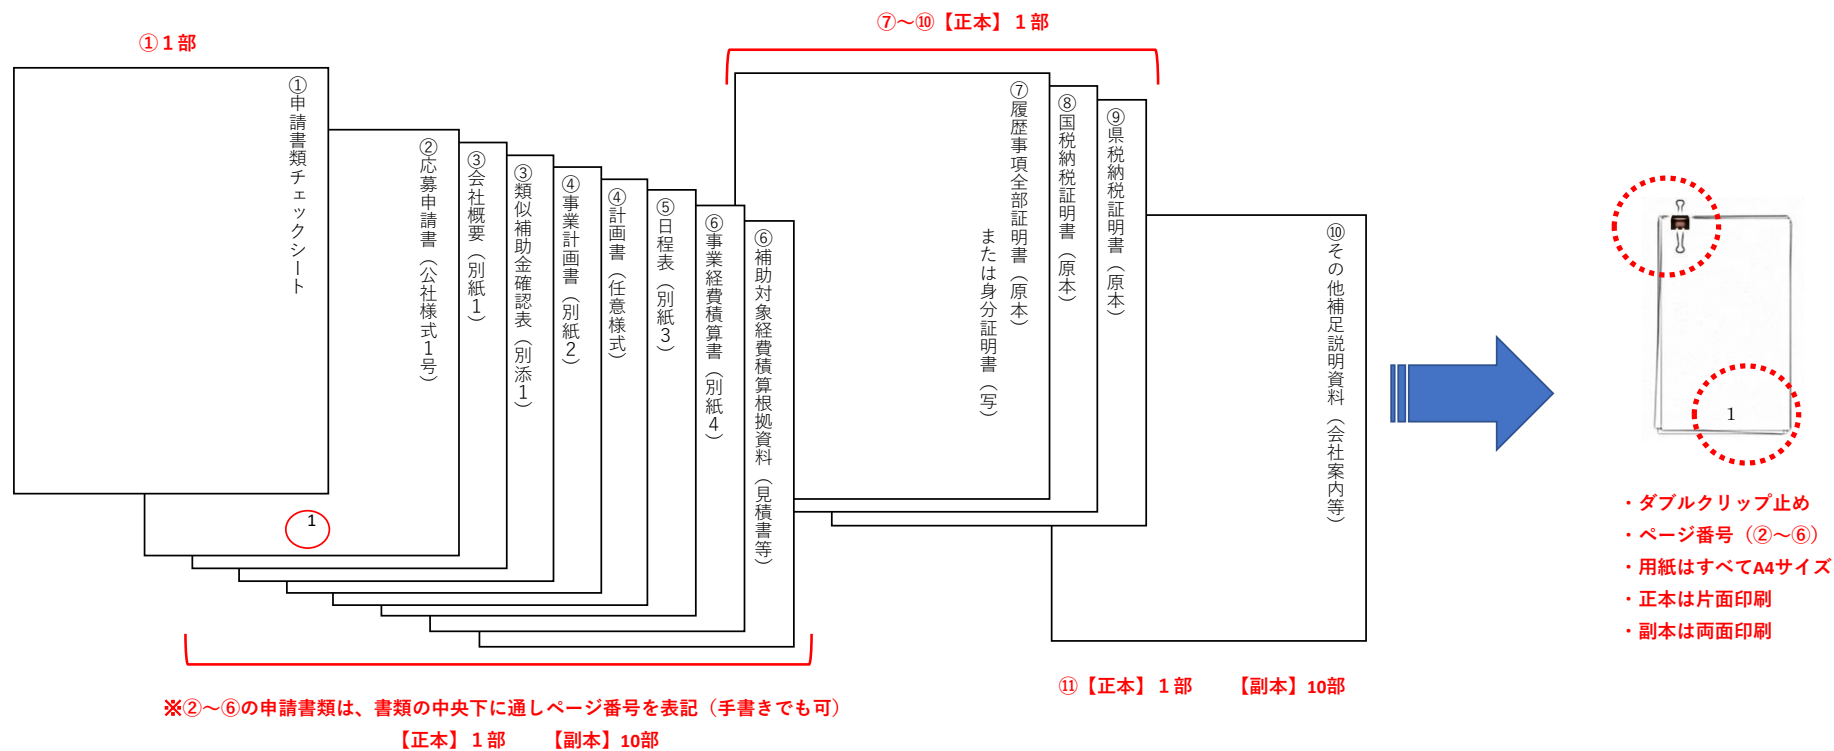 ①１部
①申請書類チェックシート
②応募申請書（公社様式１号）
1
③会社概要（別紙１）
③類似補助金確認表（別添１）
④事業計画書（別紙２）
④計画書（任意様式）
⑤日程表（別紙３）
⑥事業経費積算書（別紙４）
⑥補助対象経費積算根拠資料（見積書等）
※②～⑥の申請書類は、書類の中央下に通しページ番号を表記（手書きでも可）
【正本】１部　【副本】10部
⑦～⑩【正本】１部
⑦履歴事項全部証明書（原本）
または身分証明書（写）
⑧国税納税証明書（原本）
⑨県税納税証明書（原本）
⑩その他補足説明資料（会社案内等）
⑪【正本】１部　【副本】10部
1
・ダブルクリップ止め
・ページ番号（②～⑥）
・用紙はすべてA4サイズ
・正本は片面印刷
・副本は両面印刷